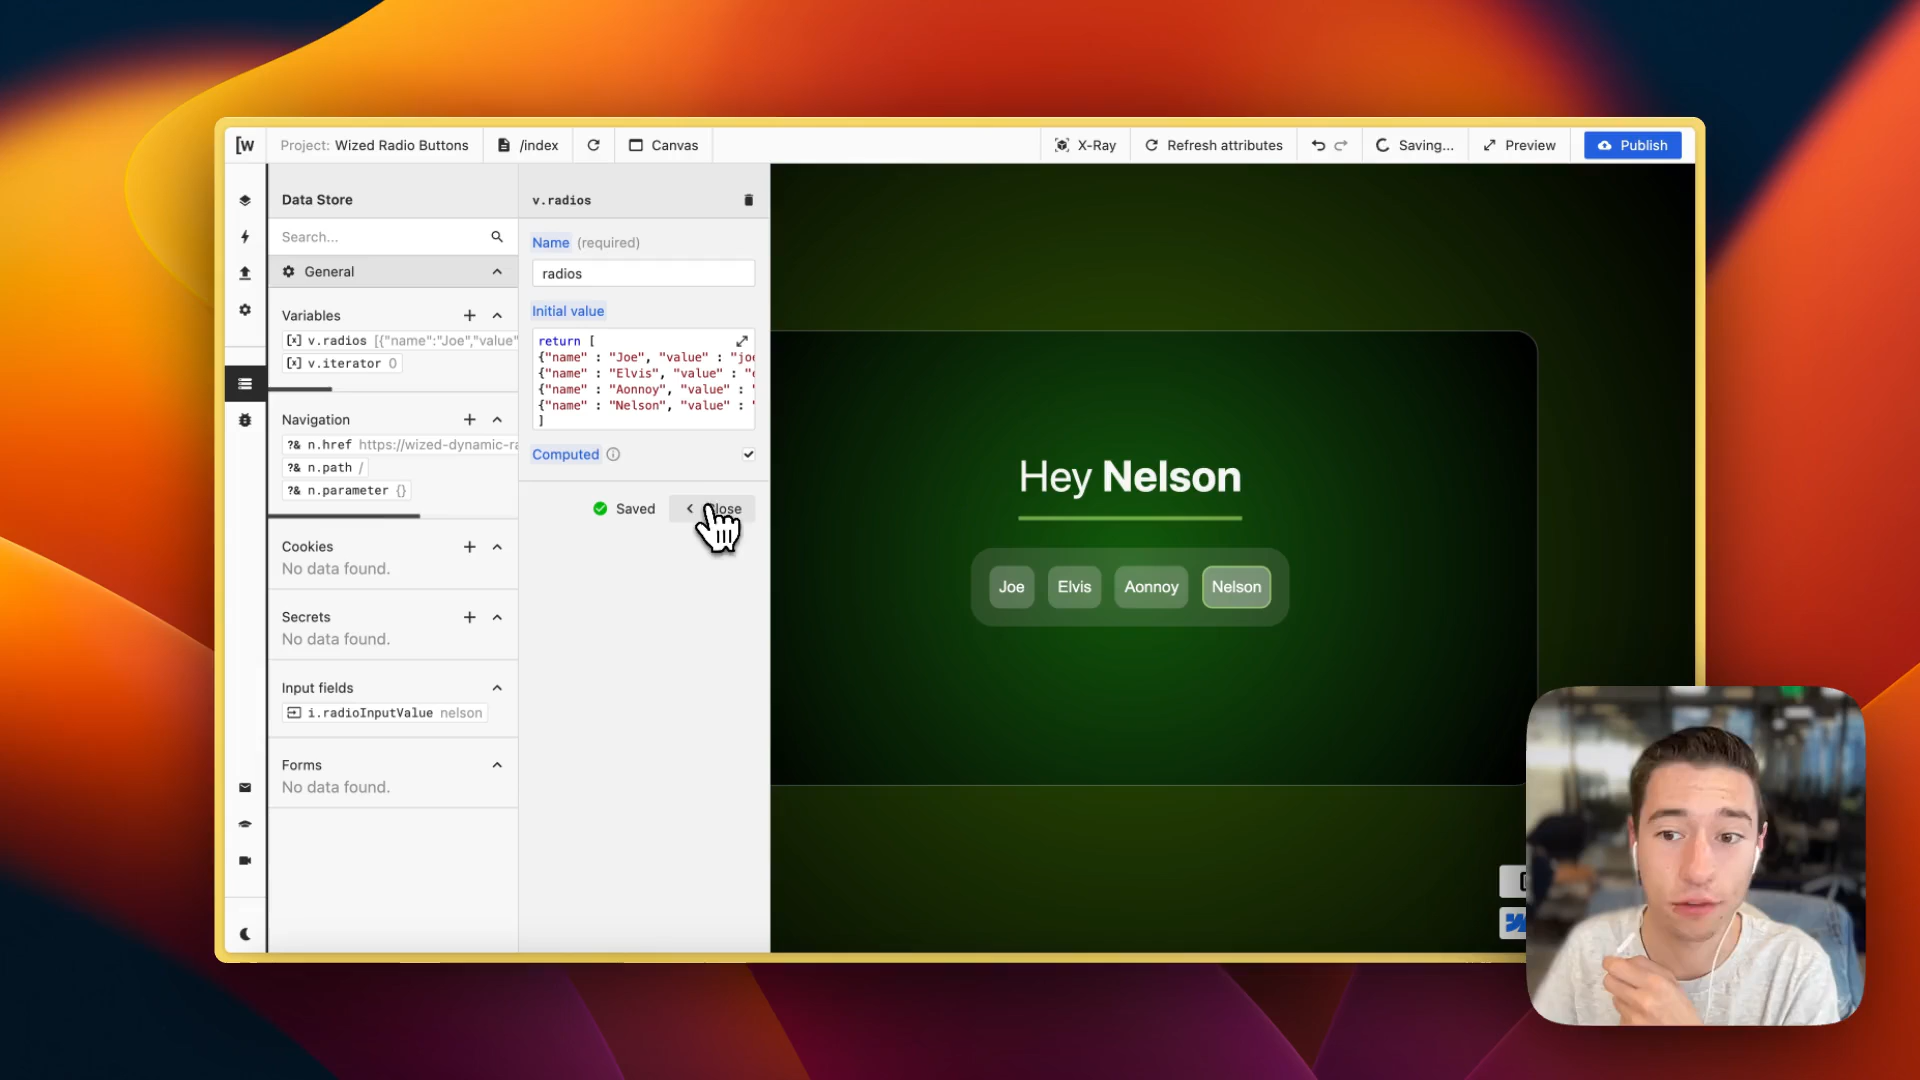 [W
Project: Wized Radio Buttons
/index
Canvas
X-Ray
Refresh attributes
Saving...
Preview
Publish
Data Store
Search...
General
Variables
[x] v.radios [{"name":"Joe","value"
[x] v.iterator 0
Navigation
?& n.href https://wized-dynamic-ra
?& n.path /
?& n.parameter {}
Cookies
No data found.
Secrets
No data found.
Input fields
i.radioInputValue nelson
Forms
No data found.
v.radios
Name (required)
radios
Initial value
return [
{"name" : "Joe", "value" : "joe
{"name" : "Elvis", "value" : "e
{"name" : "Aonnoy", "value" : "
{"name" : "Nelson", "value" : "
]
Computed
Saved
Hey Nelson
Joe
Elvis
Aonnoy
Nelson